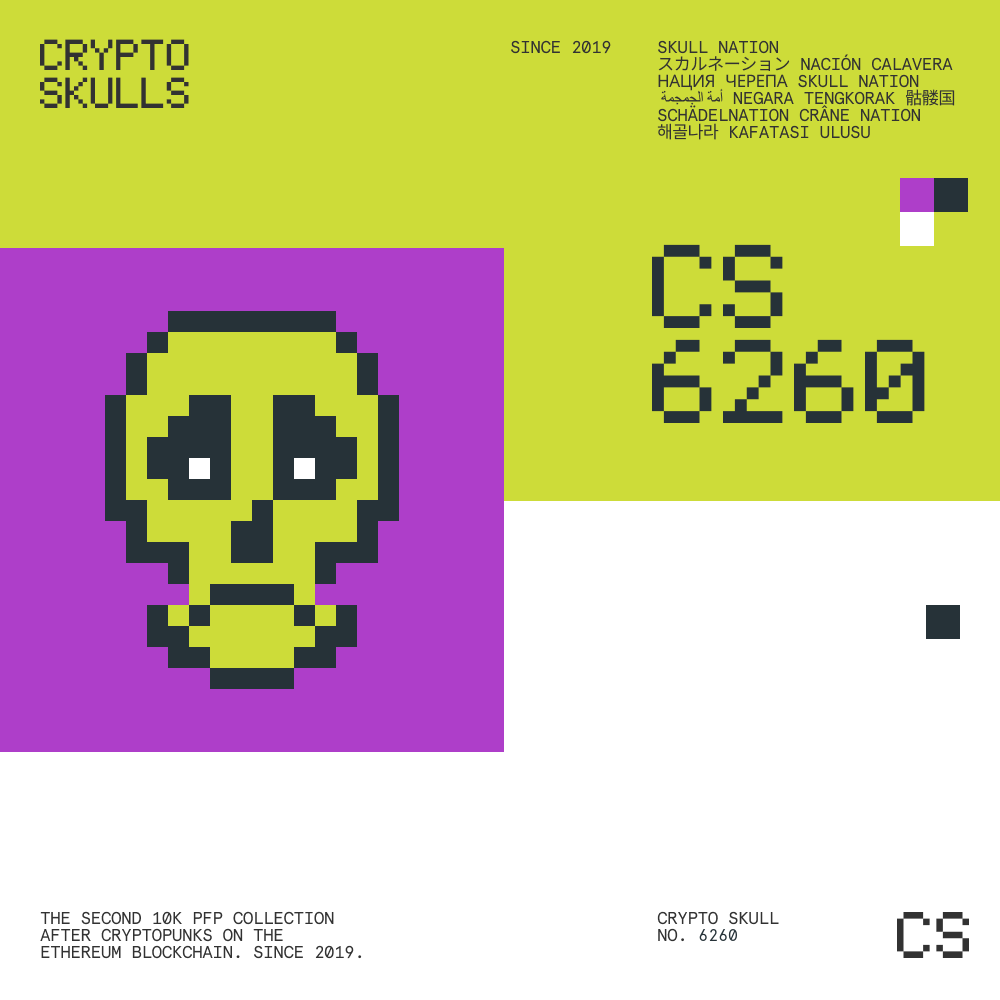 CRYPTO
SKULLS
SINCE 2019
SKULL NATION
スカルネーション NACIÓN CALAVERA
НАЦИЯ ЧЕРЕПА SKULL NATION
أمة الجمجمة NEGARA TENGKORAK 骷髅国
SCHÄDELNATION CRÂNE NATION
해골나라 KAFATASI ULUSU
CS
6260
THE SECOND 10K PFP COLLECTION
AFTER CRYPTOPUNKS ON THE
ETHEREUM BLOCKCHAIN. SINCE 2019.
CRYPTO SKULL
NO. 6260
CS